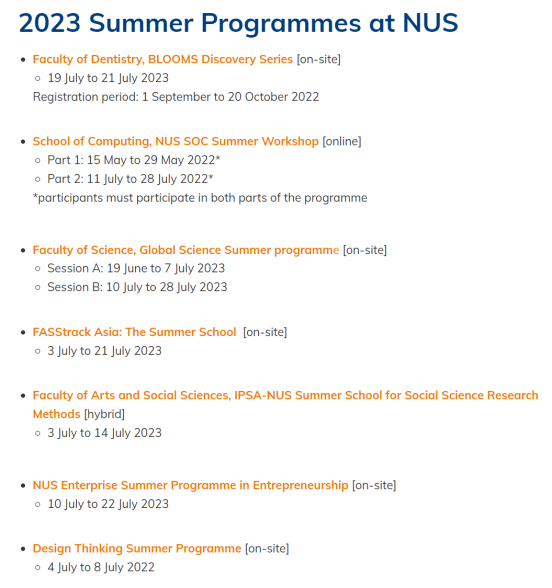 2023 Summer Programmes at NUS
Faculty of Dentistry, BLOOMS Discovery Series [on-site]
19 July to 21 July 2023
Registration period: 1 September to 20 October 2022
School of Computing, NUS SOC Summer Workshop [online]
Part 1: 15 May to 29 May 2022*
Part 2: 11 July to 28 July 2022*
*participants must participate in both parts of the programme
Faculty of Science, Global Science Summer programme [on-site]
Session A: 19 June to 7 July 2023
Session B: 10 July to 28 July 2023
FASStrack Asia: The Summer School [on-site]
3 July to 21 July 2023
Faculty of Arts and Social Sciences, IPSA-NUS Summer School for Social Science Research
Methods [hybrid]
3 July to 14 July 2023
NUS Enterprise Summer Programme in Entrepreneurship [on-site]
10 July to 22 July 2023
Design Thinking Summer Programme [on-site]
4 July to 8 July 2022